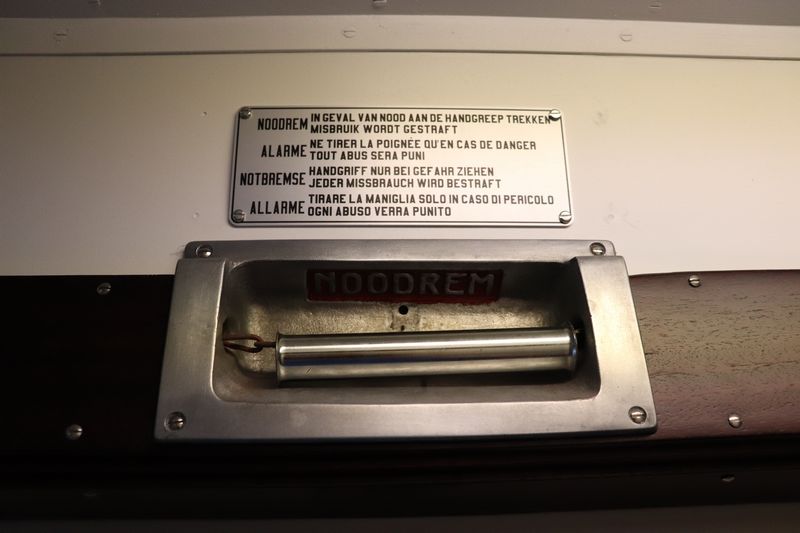 NOODREM IN GEVAL VAN NOOD AAN DE HANDGREEP TREKKEN
MISBRUIK WORDT GESTRAFT
ALARME NE TIRER LA POIGNÉE QU'EN CAS DE DANGER
TOUT ABUS SERA PUNI
NOTBREMSE HANDGRIFF NUR BEI GEFAHR ZIEHEN
JEDER MISSBRAUCH WIRD BESTRAFT
ALLARME TIRARE LA MANIGLIA SOLO IN CASO DI PERICOLO
OGNI ABUSO VERRA PUNITO
NOODREM